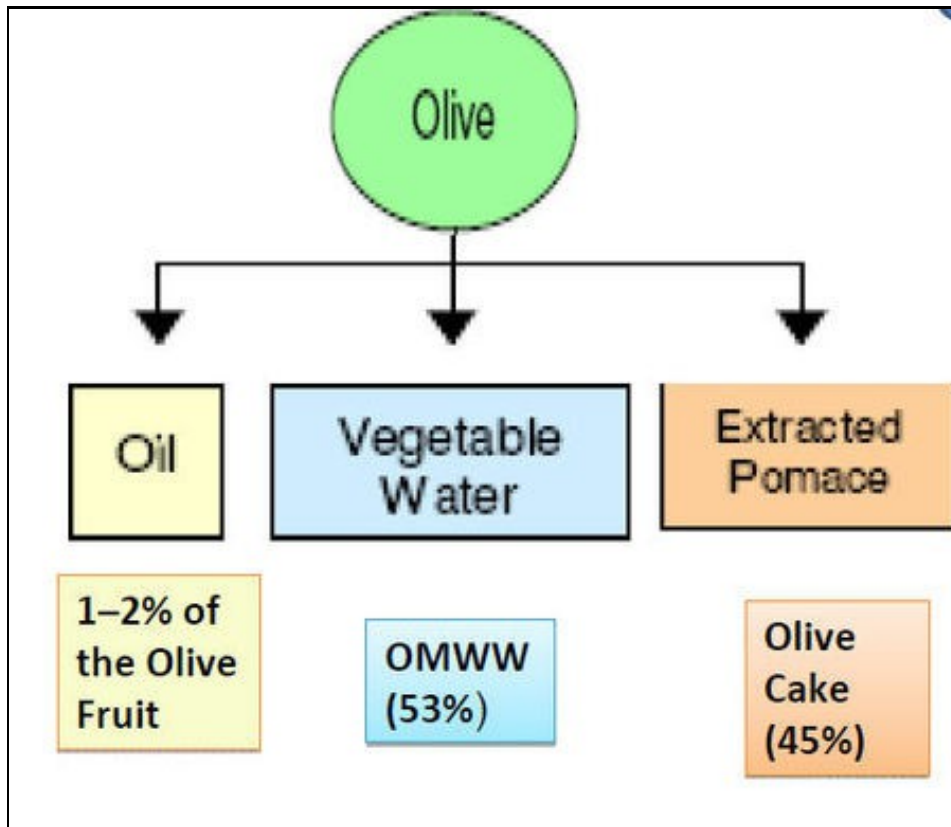 Olive
Oil
Vegetable
Water
Extracted
Pomace
1–2% of
the Olive
Fruit
OMWW
(53%)
Olive
Cake
(45%)